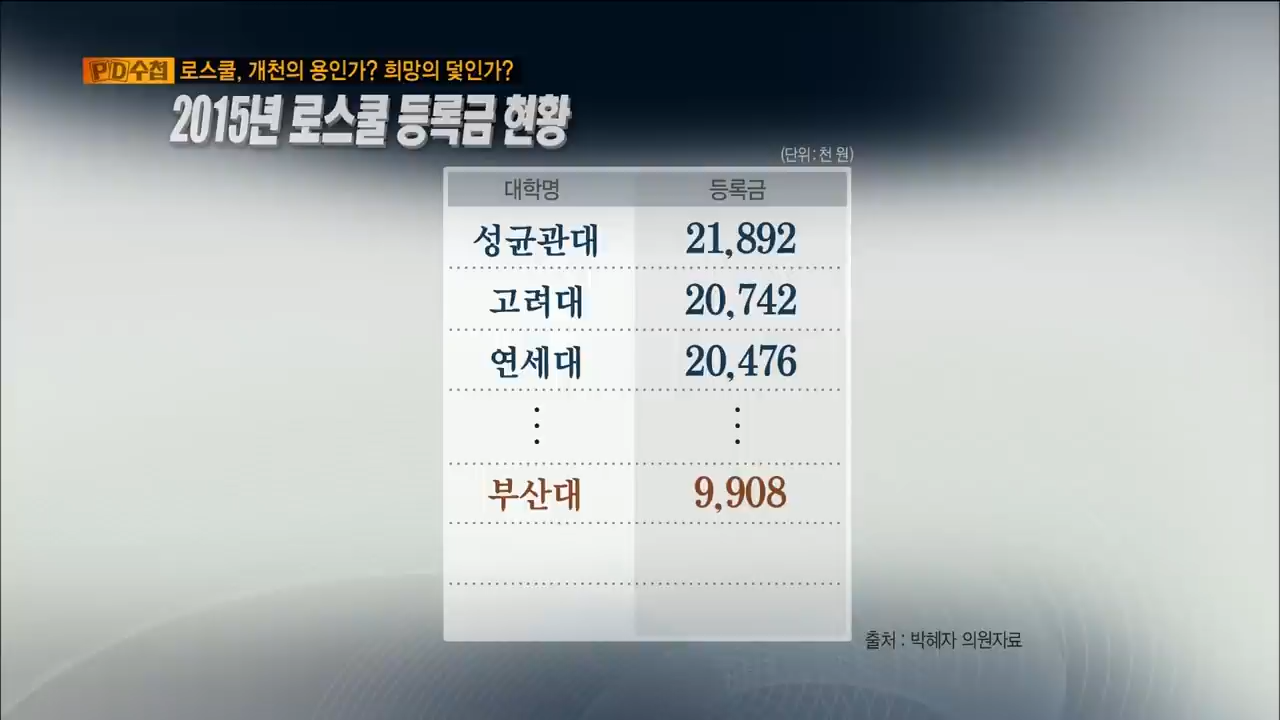 PD수첩 로스쿨, 개천의 용인가? 희망의 덫인가?
2015년 로스쿨 등록금 현황
(단위:천 원)
대학명 등록금
성균관대 21,892
고려대 20,742
연세대 20,476
⋮ ⋮
부산대 9,908
출처 : 박혜자 의원자료